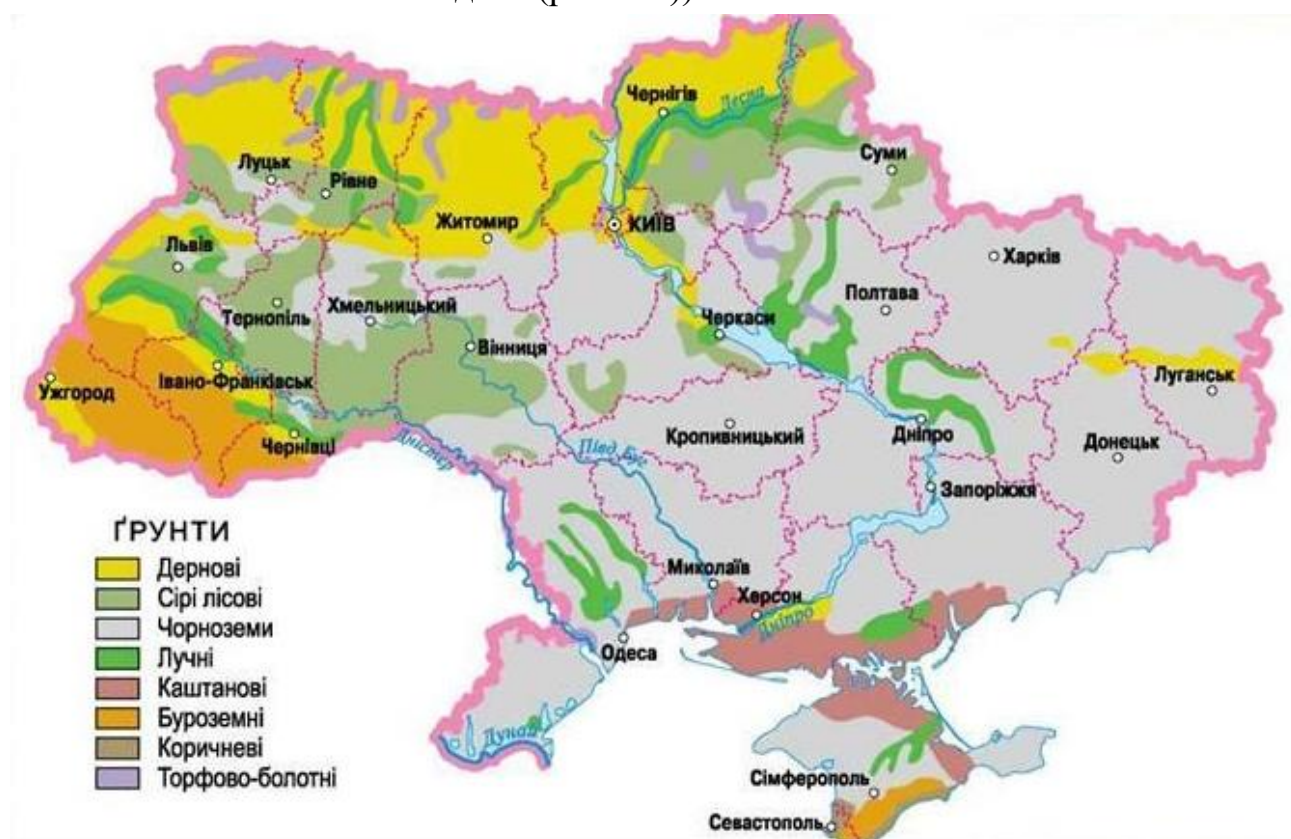 Чернігів
Десна
Суми
Луцьк
Рівне
Житомир
КИЇВ
Львів
Харків
Тернопіль
Хмельницький
Полтава
Черкаси
Вінниця
Ужгород
Івано-Франківськ
Луганськ
Чернівці
Кропивницький
Дніпро
Донецьк
Дністер
Півд. Буг
Запоріжжя
ҐРУНТИ
Дернові
Сірі лісові
Чорноземи
Лучні
Каштанові
Буроземні
Коричневі
Торфово-болотні
Миколаїв
Херсон
Дніпро
Одеса
Дунай
Сімферополь
Севастополь